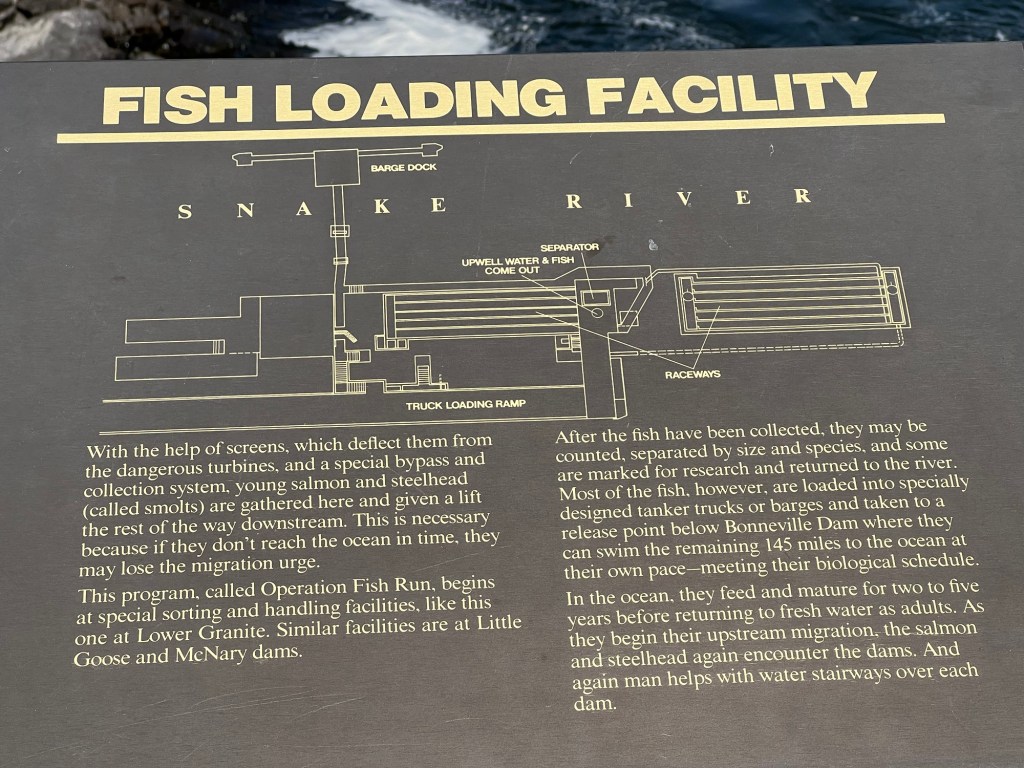 FISH LOADING FACILITY
BARGE DOCK
SNAKE RIVER
SEPARATOR
UPWELL WATER & FISH
COME OUT
RACEWAYS
TRUCK LOADING RAMP
With the help of screens, which deflect them from
the dangerous turbines, and a special bypass and
collection system, young salmon and steelhead
(called smolts) are gathered here and given a lift
the rest of the way downstream. This is necessary
because if they don't reach the ocean in time, they
may lose the migration urge.
This program, called Operation Fish Run, begins
at special sorting and handling facilities, like this
one at Lower Granite. Similar facilities are at Little
Goose and McNary dams.
After the fish have been collected, they may be
counted, separated by size and species, and some
are marked for research and returned to the river.
Most of the fish, however, are loaded into specially
designed tanker trucks or barges and taken to a
release point below Bonneville Dam where they
can swim the remaining 145 miles to the ocean at
their own pace—meeting their biological schedule.
In the ocean, they feed and mature for two to five
years before returning to fresh water as adults. As
they begin their upstream migration, the salmon
and steelhead again encounter the dams. And
again man helps with water stairways over each
dam.